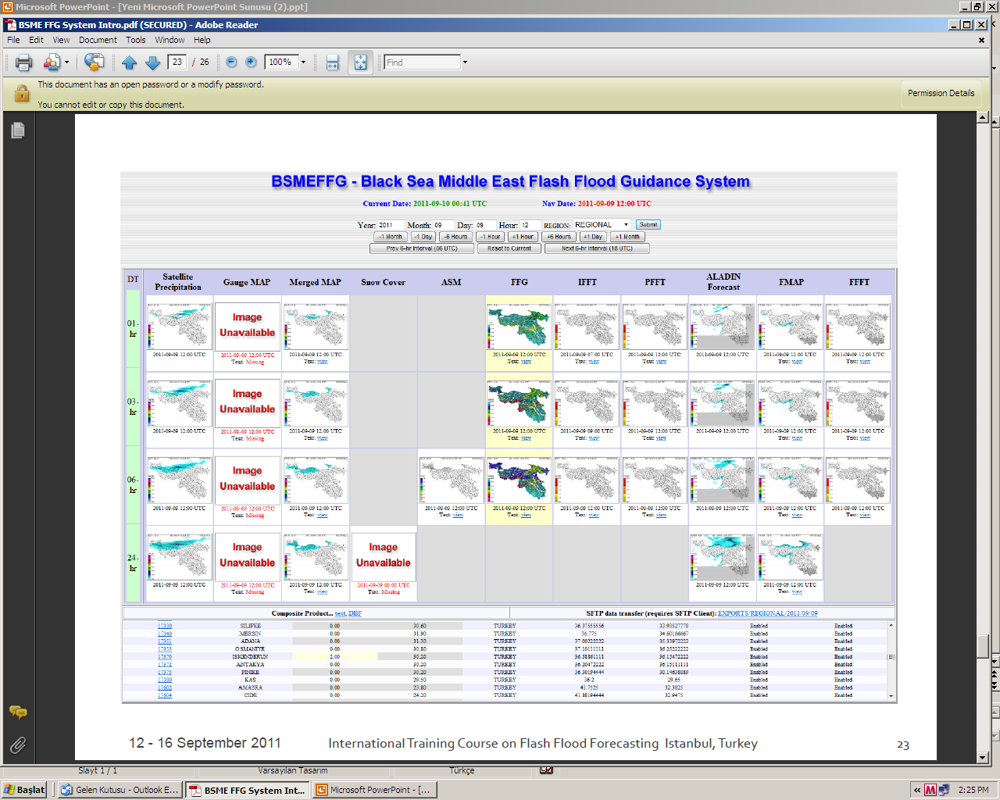 Microsoft PowerPoint - [Yeni Microsoft PowerPoint Sunusu (2).ppt]
BSME FFG System Intro.pdf (SECURED) - Adobe Reader
File Edit View Document Tools Window Help
23 / 26 100% Find
This document has an open password or a modify password.
You cannot edit or copy this document.
Permission Details
BSMEFFG - Black Sea Middle East Flash Flood Guidance System
Current Date: 2011-09-10 00:41 UTC Nav Date: 2011-09-09 12:00 UTC
Year: 2011 Month: 09 Day: 09 Hour: 12 REGION: REGIONAL Submit
-1 Month -1 Day -6 Hours -1 Hour +1 Hour +6 Hours +1 Day +1 Month
Prev 6-hr Interval (06 UTC) Reset to Current Next 6-hr Interval (18 UTC)
DT Satellite Precipitation Gauge MAP Merged MAP Snow Cover ASM FFG IFFT PFFT ALADIN Forecast FMAP FFFT
01-hr
Image Unavailable
2011-09-09 12:00 UTC 2011-09-09 12:00 UTC 2011-09-09 12:00 UTC 2011-09-09 12:00 UTC 2011-09-09 07:00 UTC 2011-09-09 12:00 UTC 2011-09-09 12:00 UTC 2011-09-09 12:00 UTC 2011-09-09 12:00 UTC
Text: Missing Text: view Text: view Text: view Text: view Text: view Text: view
03-hr
Image Unavailable
2011-09-09 12:00 UTC 2011-09-09 12:00 UTC 2011-09-09 12:00 UTC 2011-09-09 12:00 UTC 2011-09-09 09:00 UTC 2011-09-09 12:00 UTC 2011-09-09 12:00 UTC 2011-09-09 12:00 UTC 2011-09-09 12:00 UTC
Text: Missing Text: view Text: view Text: view Text: view Text: view Text: view
06-hr
Image Unavailable
2011-09-09 12:00 UTC 2011-09-09 12:00 UTC 2011-09-09 12:00 UTC 2011-09-09 12:00 UTC 2011-09-09 12:00 UTC 2011-09-09 12:00 UTC 2011-09-09 12:00 UTC 2011-09-09 12:00 UTC 2011-09-09 12:00 UTC 2011-09-09 12:00 UTC
Text: Missing Text: view Text: view Text: view Text: view Text: view Text: view Text: view
24-hr
Image Unavailable Image Unavailable
2011-09-09 12:00 UTC 2011-09-09 12:00 UTC 2011-09-09 12:00 UTC 2011-09-09 00:00 UTC 2011-09-09 12:00 UTC 2011-09-09 12:00 UTC
Text: Missing Text: view Text: Missing Text: view
Composite Product... text, DBF SFTP data transfer (requires SFTP Client): EXPORTS/REGIONAL/2011/09/09
17330 SILIFKE 0.00 30.60 TURKEY 36.37555556 33.93527778 Enabled Enabled
17340 MERSIN 0.00 31.90 TURKEY 36.775 34.60166667 Enabled Enabled
17351 ADANA 0.00 31.30 TURKEY 37.00222222 35.33972222 Enabled Enabled
17355 OSMANIYE 0.00 30.80 TURKEY 37.10111111 36.25222222 Enabled Enabled
17370 ISKENDERUN 2.00 30.20 TURKEY 36.58861111 36.15472222 Enabled Enabled
17372 ANTAKYA 0.00 30.20 TURKEY 36.20472222 36.15111111 Enabled Enabled
17375 FINIKE 0.00 30.20 TURKEY 36.30194444 30.14638889 Enabled Enabled
17380 KAS 0.00 29.50 TURKEY 36.2 29.65 Enabled Enabled
17602 AMASRA 0.00 23.80 TURKEY 41.7525 32.3825 Enabled Enabled
17604 CIDE 0.00 24.20 TURKEY 41.88194444 32.9475 Enabled Enabled
12 - 16 September 2011 International Training Course on Flash Flood Forecasting Istanbul, Turkey 23
Slayt 1 / 1 Varsayılan Tasarım Türkçe
Başlat Gelen Kutusu - Outlook E... BSME FFG System Int... Microsoft PowerPoint - [... 2:25 PM